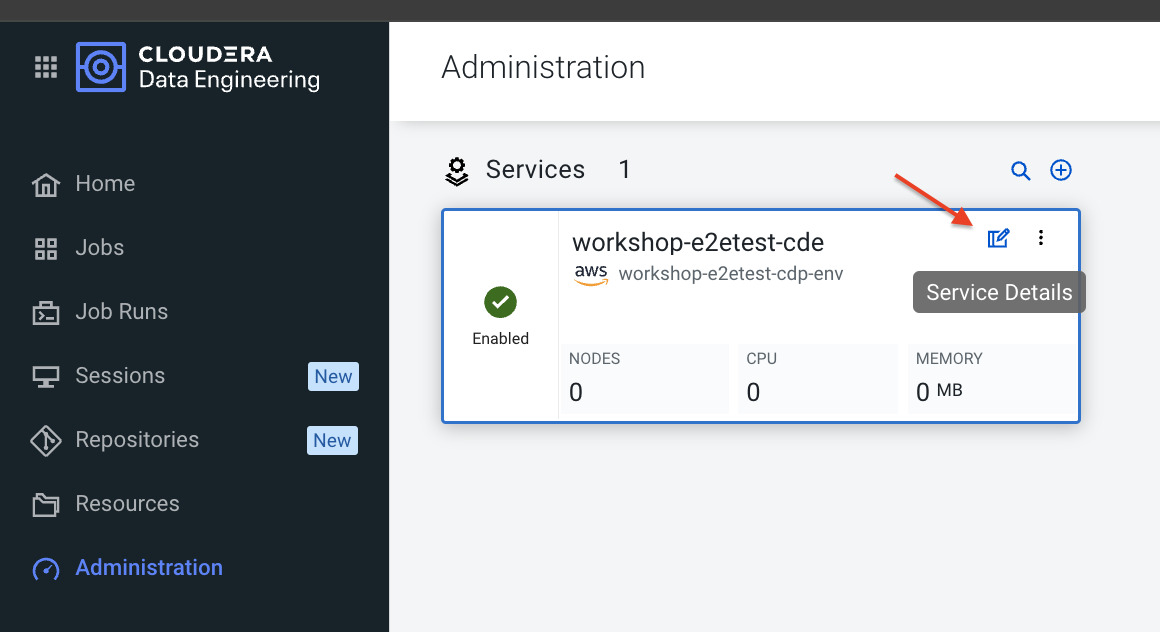 CLOUDERA
Data Engineering
Home
Jobs
Job Runs
Sessions New
Repositories New
Resources
Administration
Administration
Services 1
workshop-e2etest-cde
aws workshop-e2etest-cdp-env
Service Details
Enabled
NODES CPU MEMORY
0 0 0 MB